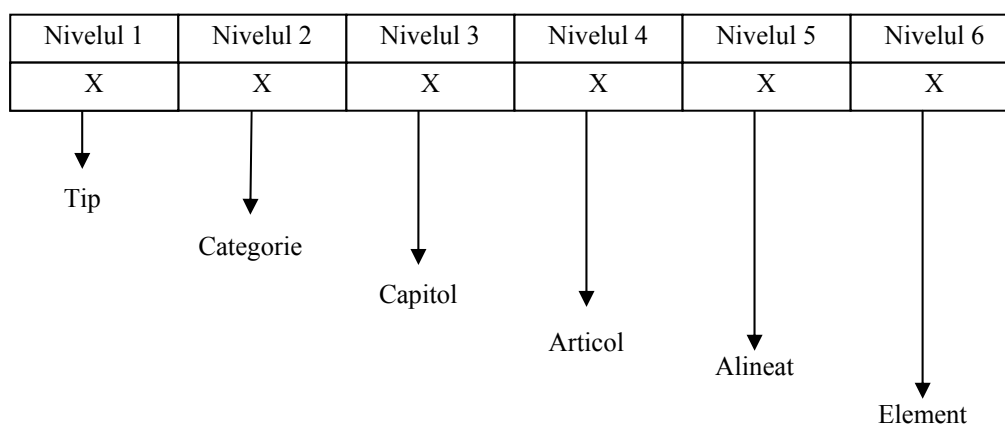 Nivelul 1 Nivelul 2 Nivelul 3 Nivelul 4 Nivelul 5 Nivelul 6
X X X X X X
Tip
Categorie
Capitol
Articol
Alineat
Element